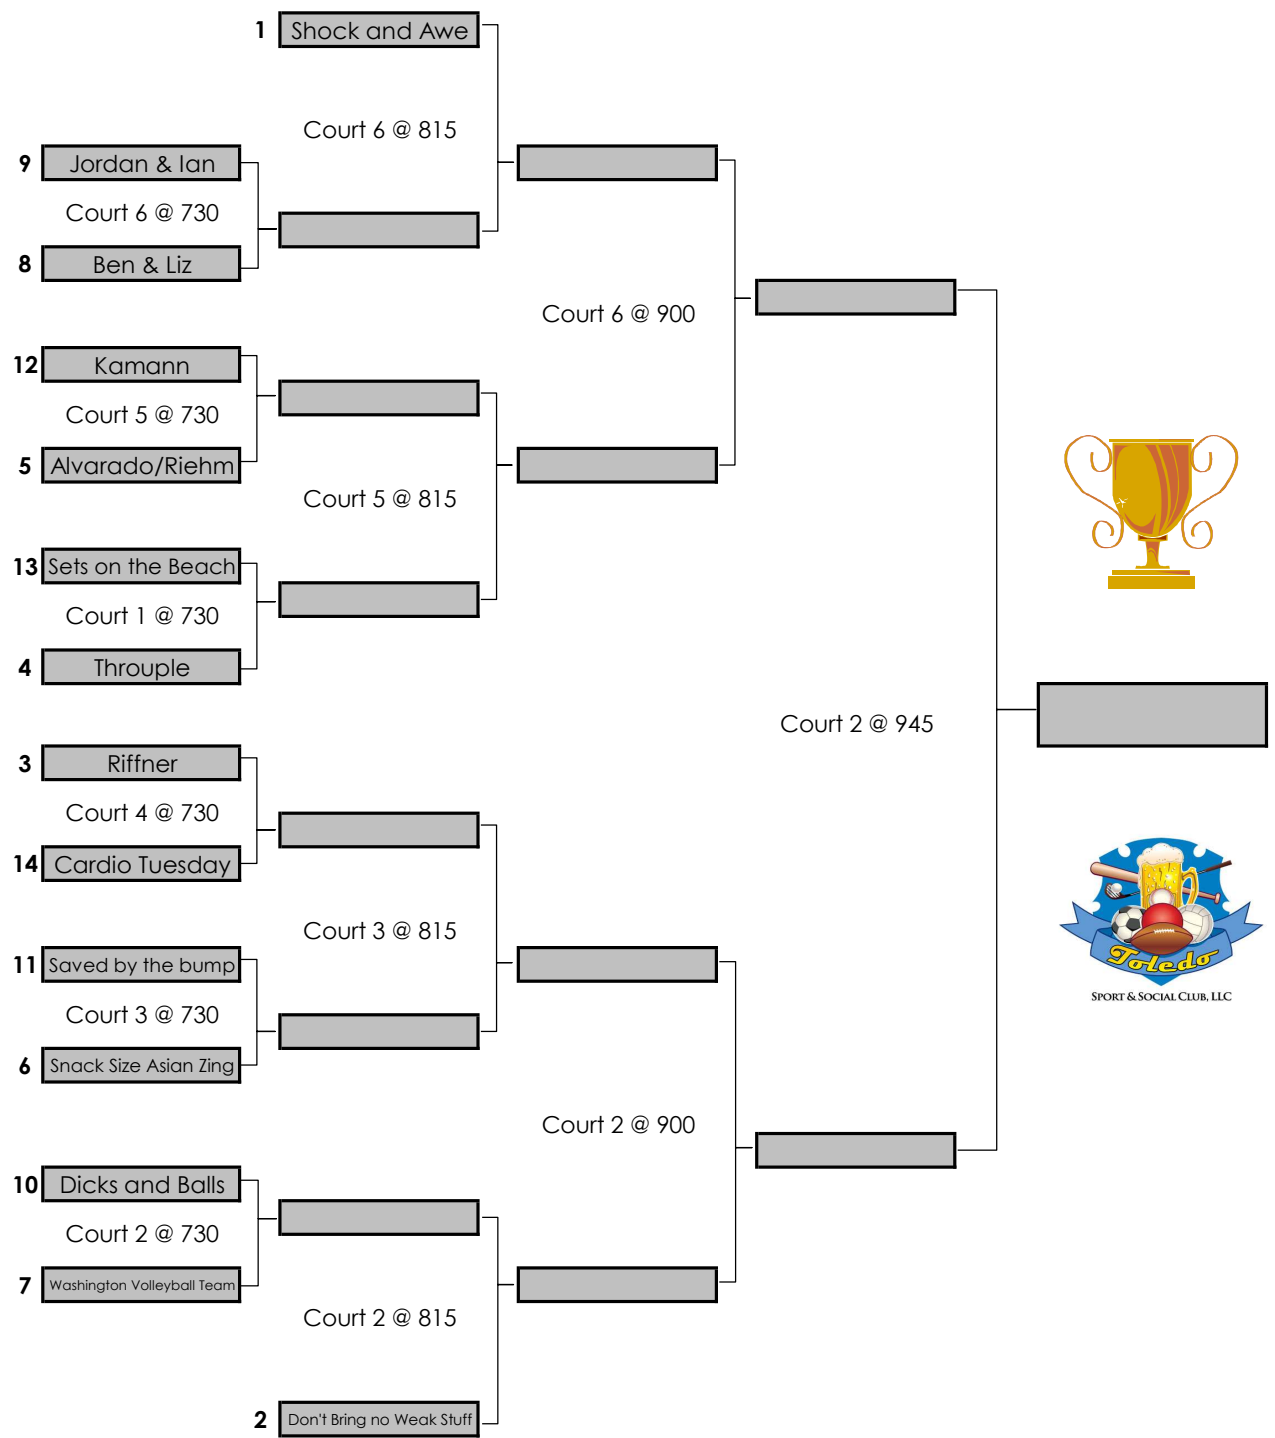 1 Shock and Awe
Court 6 @ 815
9 Jordan & Ian
Court 6 @ 730
8 Ben & Liz
Court 6 @ 900
12 Kamann
Court 5 @ 730
5 Alvarado/Riehm
Court 5 @ 815
13 Sets on the Beach
Court 1 @ 730
4 Throuple
Court 2 @ 945
3 Riffner
Court 4 @ 730
14 Cardio Tuesday
Court 3 @ 815
11 Saved by the bump
Court 3 @ 730
6 Snack Size Asian Zing
Toledo
SPORT & SOCIAL CLUB, LLC
Court 2 @ 900
10 Dicks and Balls
Court 2 @ 730
7 Washington Volleyball Team
Court 2 @ 815
2 Don't Bring no Weak Stuff